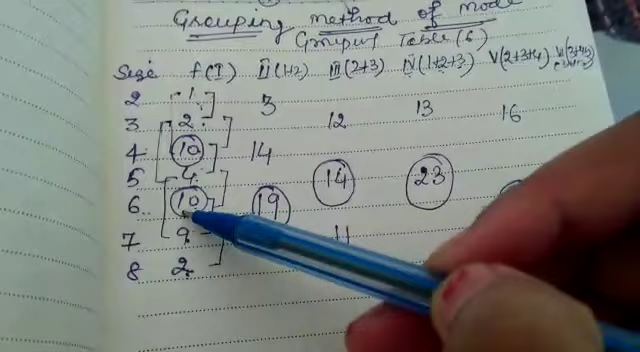 Grouping method of mode
Grouping Table (6)
Size f(I) II(1+2) III(2+3) IV(1+2+3) V(2+3+4)
2 1 3 13
3 2 12 16
4 10 14
5 4 14 23
6 10 19
7 9 11
8 2